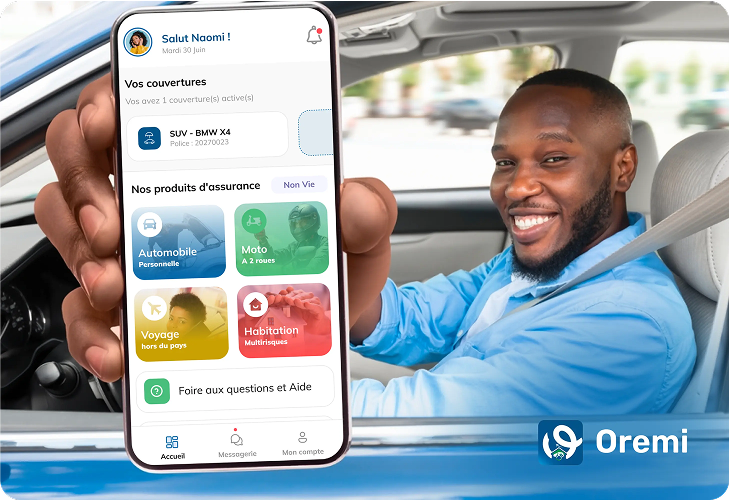 Salut Naomi !
Mardi 30 Juin
Vos couvertures
Vous avez 1 couverture(s) active(s)
SUV - BMW X4
Police : 20270023
Nos produits d'assurance
Non Vie
Automobile
Personnelle
Moto
A 2 roues
Voyage
hors du pays
Habitation
Multirisques
Foire aux questions et Aide
Accueil
Messagerie
Mon compte
Oremi